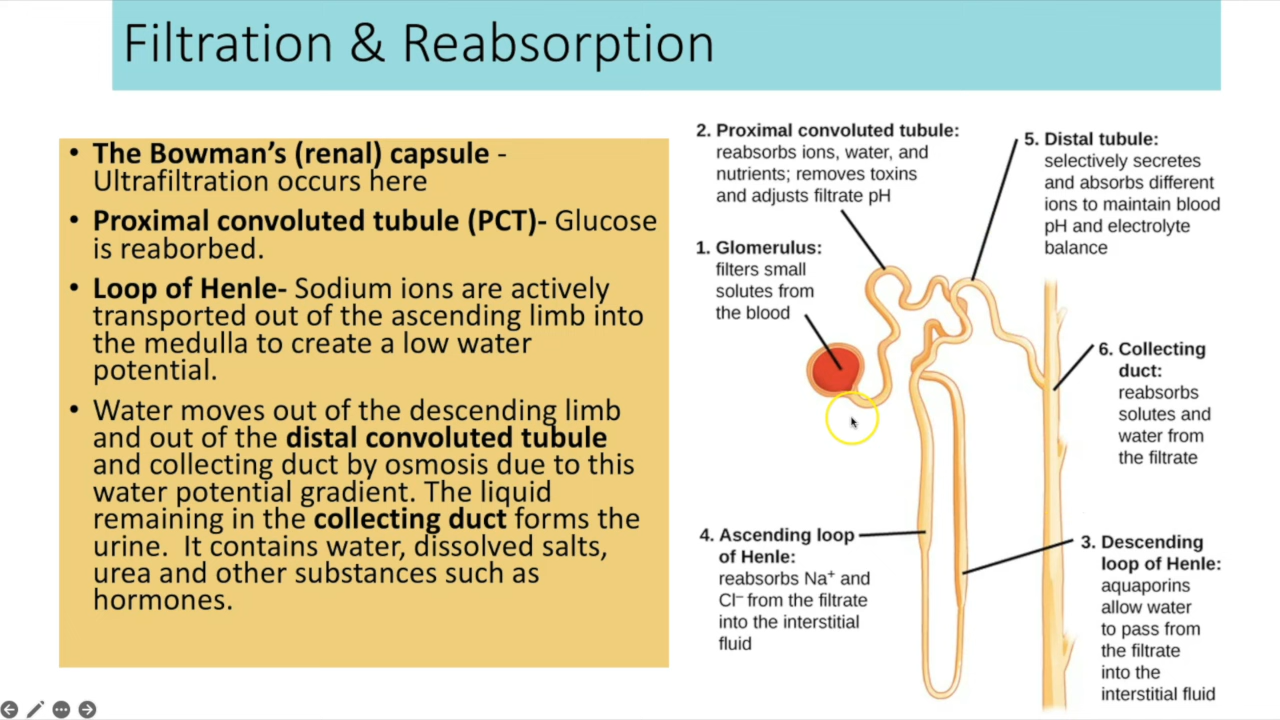 Filtration & Reabsorption
• The Bowman's (renal) capsule -
Ultrafiltration occurs here
• Proximal convoluted tubule (PCT)- Glucose
is reaborbed.
• Loop of Henle- Sodium ions are actively
transported out of the ascending limb into
the medulla to create a low water
potential.
• Water moves out of the descending limb
and out of the distal convoluted tubule
and collecting duct by osmosis due to this
water potential gradient. The liquid
remaining in the collecting duct forms the
urine. It contains water, dissolved salts,
urea and other substances such as
hormones.
2. Proximal convoluted tubule:
reabsorbs ions, water, and
nutrients; removes toxins
and adjusts filtrate pH
1. Glomerulus:
filters small
solutes from
the blood
5. Distal tubule:
selectively secretes
and absorbs different
ions to maintain blood
pH and electrolyte
balance
6. Collecting
duct:
reabsorbs
solutes and
water from
the filtrate
4. Ascending loop
of Henle:
reabsorbs Na⁺ and
Cl⁻ from the filtrate
into the interstitial
fluid
3. Descending
loop of Henle:
aquaporins
allow water
to pass from
the filtrate
into the
interstitial fluid